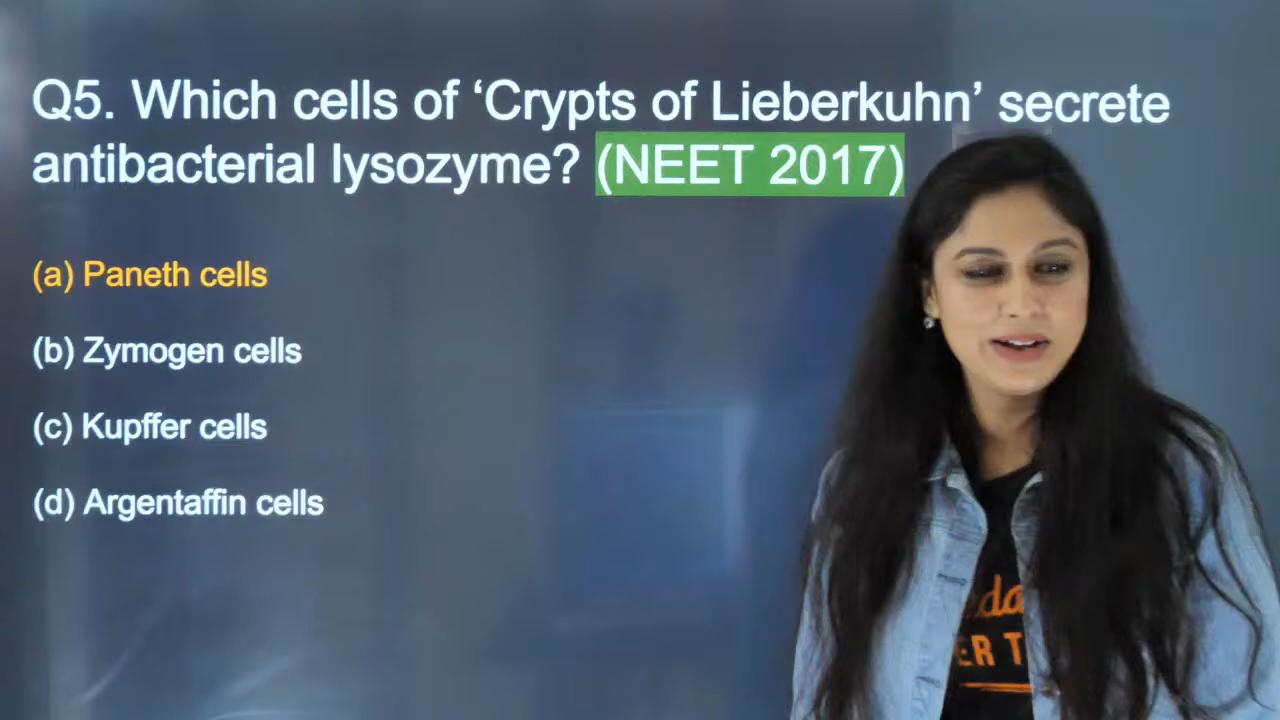 Q5. Which cells of ‘Crypts of Lieberkuhn’ secrete
antibacterial lysozyme? (NEET 2017)
(a) Paneth cells
(b) Zymogen cells
(c) Kupffer cells
(d) Argentaffin cells